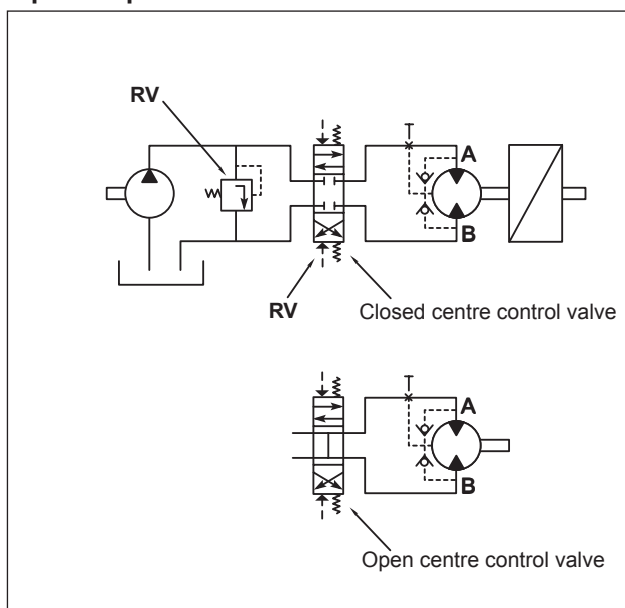 RV
A
B
RV
Closed centre control valve
A
B
Open centre control valve